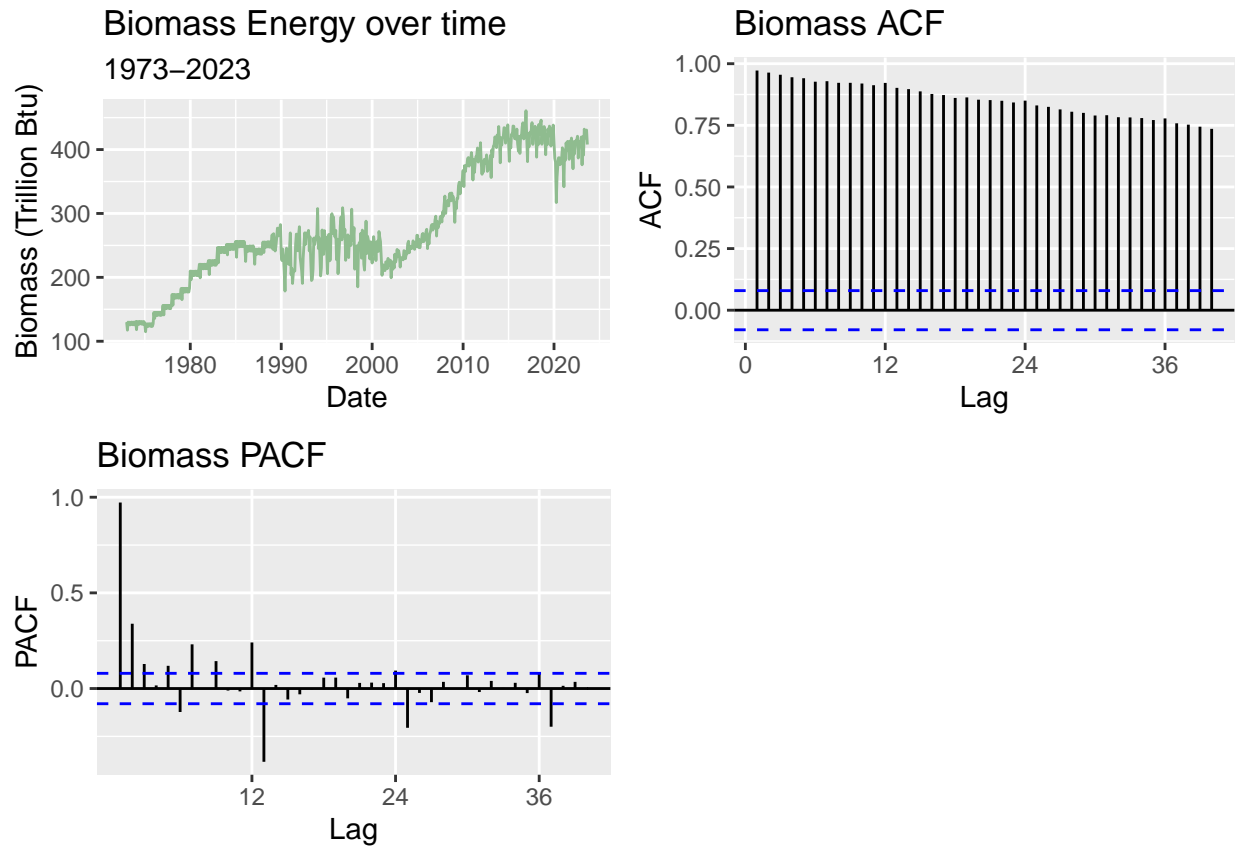 Biomass Energy over time
1973–2023
Biomass (Trillion Btu)
400
300
200
100
1980 1990 2000 2010 2020
Date
Biomass ACF
ACF
1.00
0.75
0.50
0.25
0.00
0 12 24 36
Lag
Biomass PACF
PACF
1.0
0.5
0.0
12 24 36
Lag